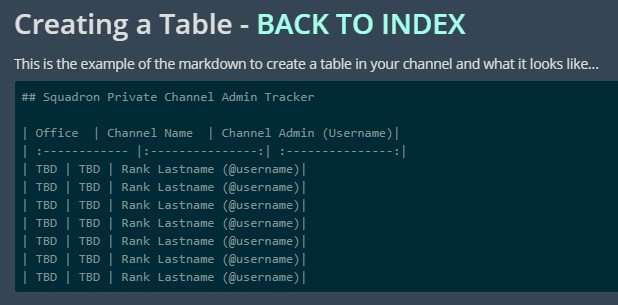 Creating a Table - BACK TO INDEX
This is the example of the markdown to create a table in your channel and what it looks like...
## Squadron Private Channel Admin Tracker
| Office  | Channel Name  | Channel Admin (Username)|
| :------------ |:---------------:| :---------------:|
| TBD | TBD | Rank Lastname (@username)|
| TBD | TBD | Rank Lastname (@username)|
| TBD | TBD | Rank Lastname (@username)|
| TBD | TBD | Rank Lastname (@username)|
| TBD | TBD | Rank Lastname (@username)|
| TBD | TBD | Rank Lastname (@username)|
| TBD | TBD | Rank Lastname (@username)|